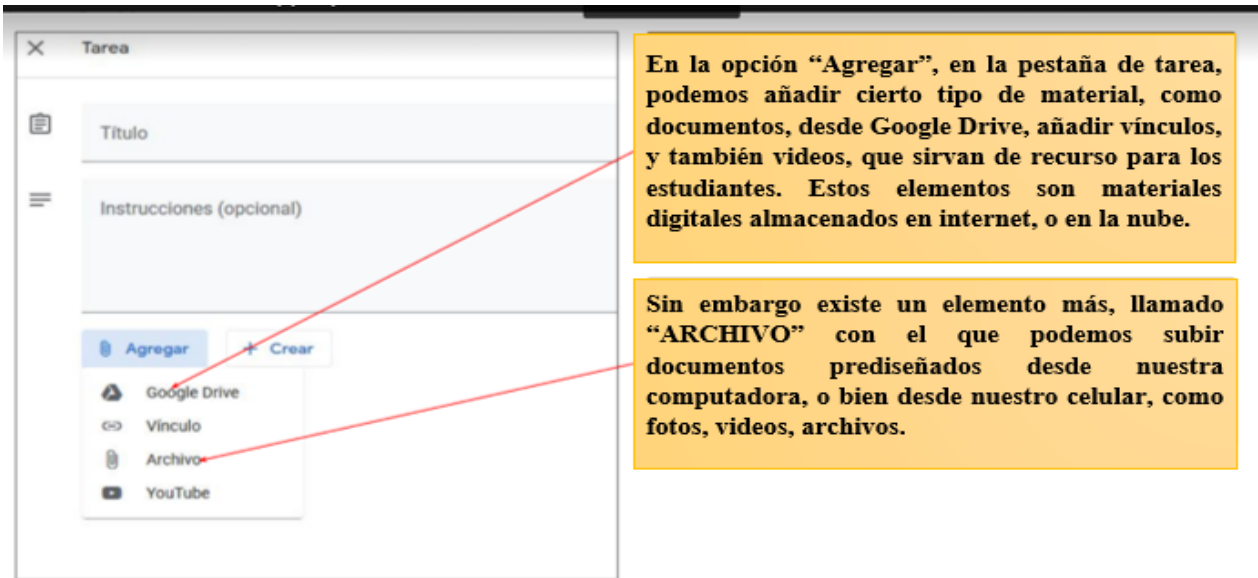 Tarea
Título
Instrucciones (opcional)
Agregar
+ Crear
Google Drive
Vínculo
Archivo
YouTube
En la opción “Agregar”, en la pestaña de tarea,
podemos añadir cierto tipo de material, como
documentos, desde Google Drive, añadir vínculos,
y también videos, que sirvan de recurso para los
estudiantes. Estos elementos son materiales
digitales almacenados en internet, o en la nube.
Sin embargo existe un elemento más, llamado
“ARCHIVO” con el que podemos subir
documentos prediseñados desde nuestra
computadora, o bien desde nuestro celular, como
fotos, videos, archivos.